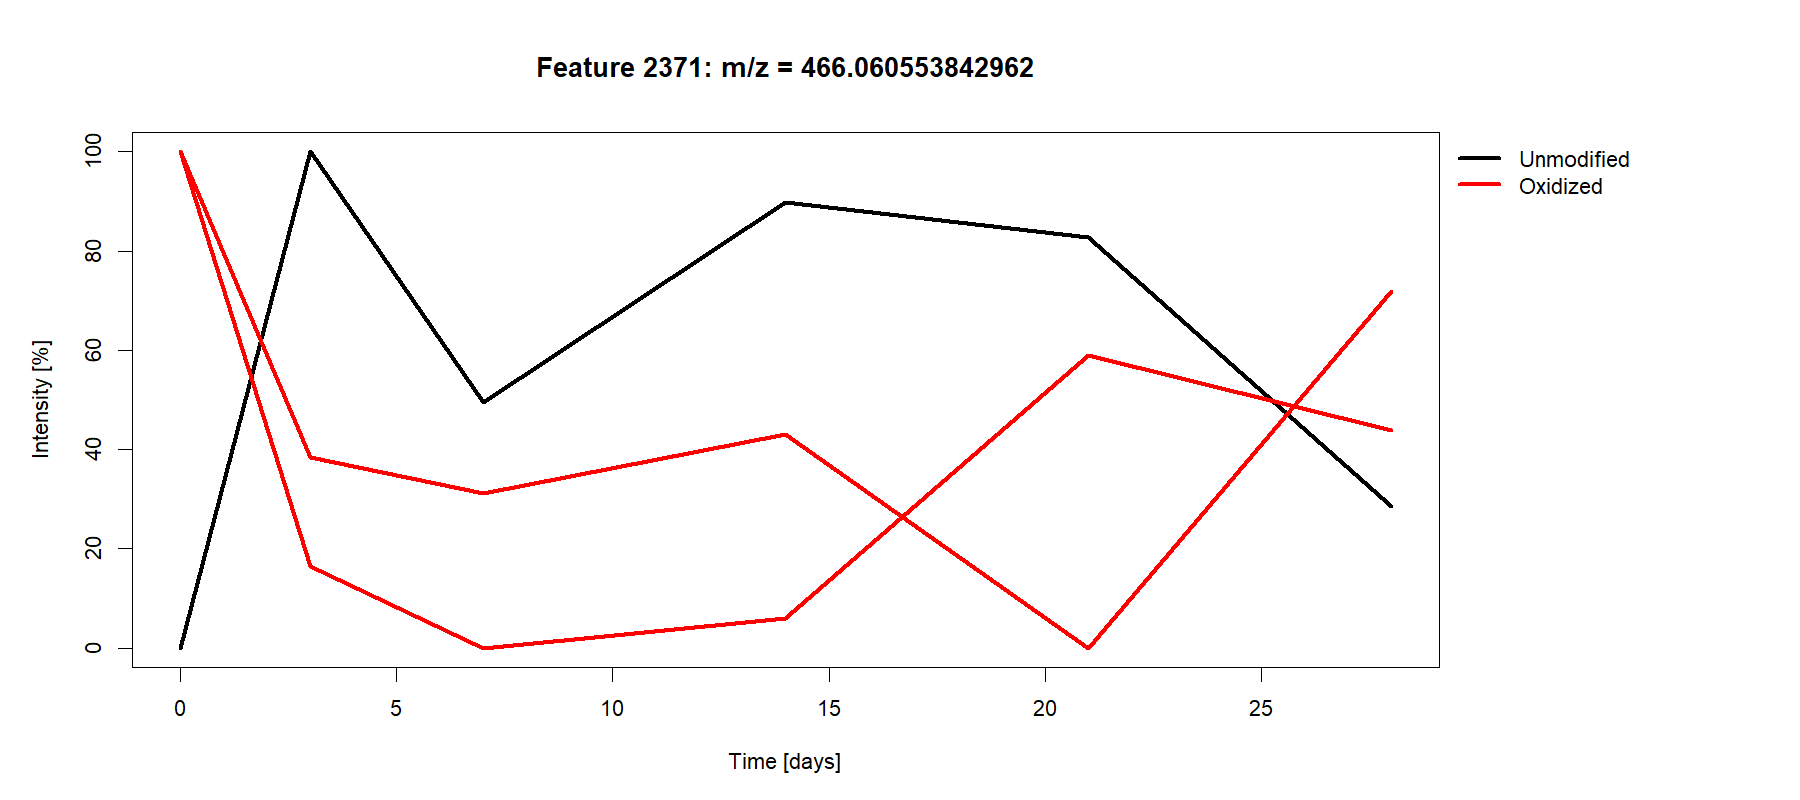 Feature 2371: m/z = 466.060553842962
Unmodified
Oxidized
Intensity [%]
100
80
60
40
20
0
0 5 10 15 20 25
Time [days]